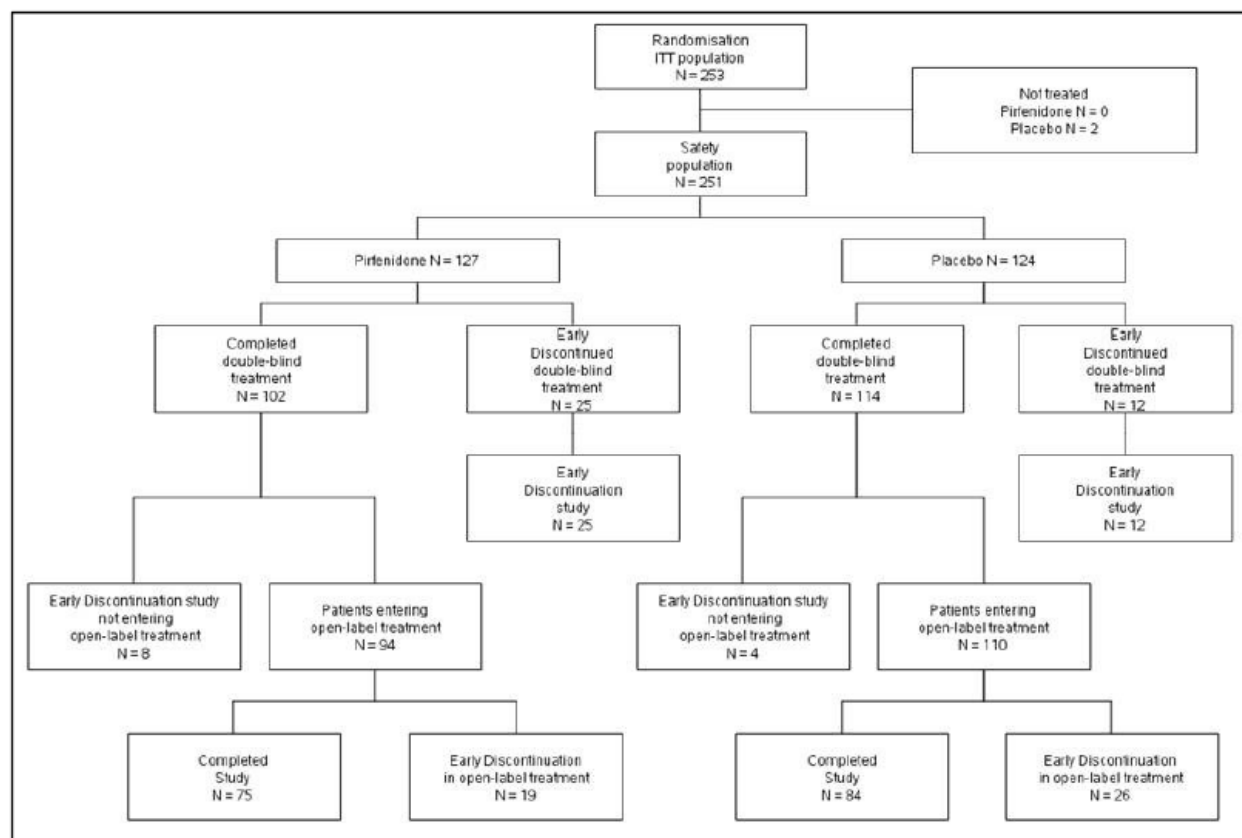 Randomisation
ITT population
N = 253
Not treated
Pirfenidone N = 0
Placebo N = 2
Safety
population
N = 251
Pirfenidone N = 127
Placebo N = 124
Completed
double-blind
treatment
N = 102
Early
Discontinued
double-blind
treatment
N = 25
Completed
double-blind
treatment
N = 114
Early
Discontinued
double-blind
treatment
N = 12
Early
Discontinuation
study
N = 25
Early
Discontinuation
study
N = 12
Early Discontinuation study
not entering
open-label treatment
N = 8
Patients entering
open-label treatment
N = 94
Early Discontinuation study
not entering
open-label treatment
N = 4
Patients entering
open-label treatment
N = 110
Completed
Study
N = 75
Early Discontinuation
in open-label treatment
N = 19
Completed
Study
N = 84
Early Discontinuation
in open-label treatment
N = 26